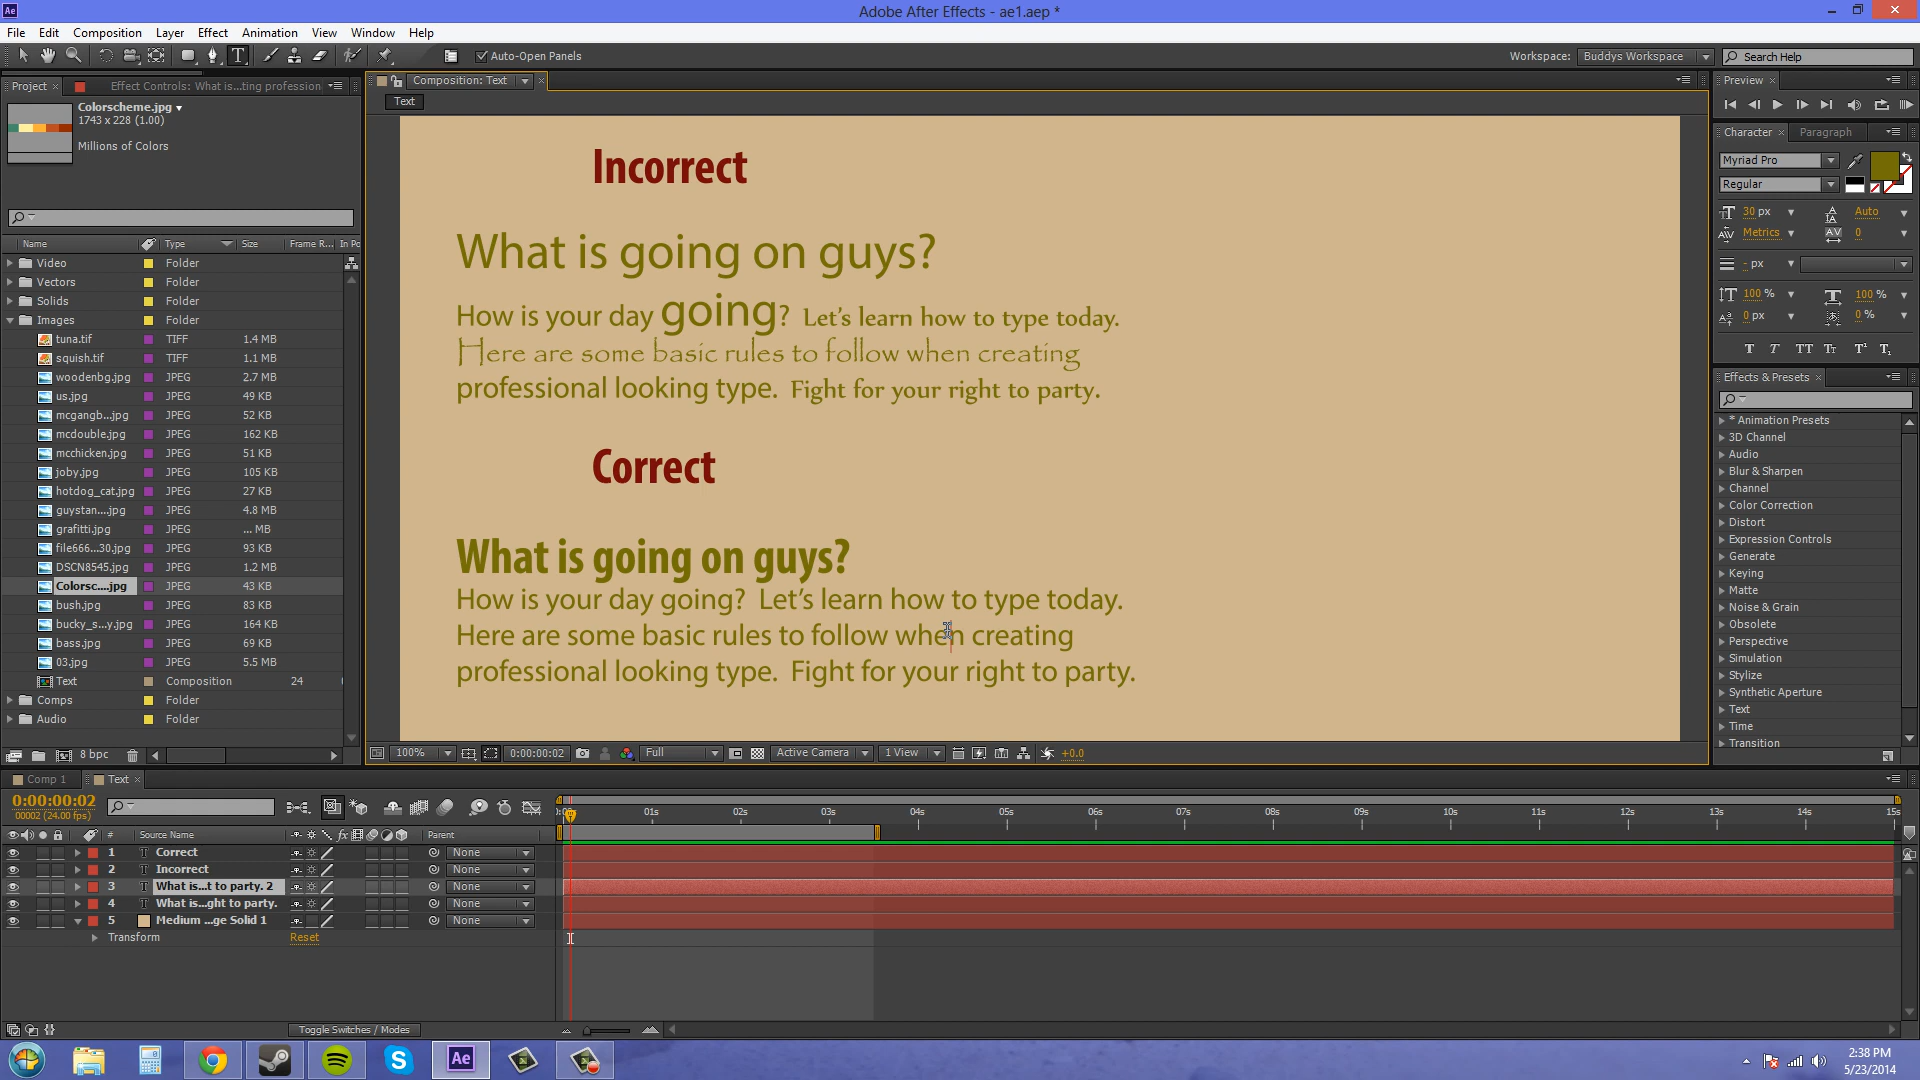 Ae
Adobe After Effects - ae1.aep *
File Edit Composition Layer Effect Animation View Window Help
T
Auto-Open Panels
Workspace: Buddys Workspace
Search Help
Project
Effect Controls: What is...ting profession
Composition: Text
Text
Colorscheme.jpg
1743 x 228 (1.00)
Millions of Colors
Name Type Size Frame R... In Po
Video Folder
Vectors Folder
Solids Folder
Images Folder
tuna.tif TIFF 1.4 MB
squish.tif TIFF 1.1 MB
woodenbg.jpg JPEG 2.7 MB
us.jpg JPEG 49 KB
mcgangb...jpg JPEG 52 KB
mcdouble.jpg JPEG 162 KB
mcchicken.jpg JPEG 51 KB
joby.jpg JPEG 105 KB
hotdog_cat.jpg JPEG 27 KB
guystan....jpg JPEG 4.8 MB
grafitti.jpg JPEG ... MB
file666...30.jpg JPEG 93 KB
DSCN8545.jpg JPEG 1.2 MB
Colorsc....jpg JPEG 43 KB
bush.jpg JPEG 83 KB
bucky_s...y.jpg JPEG 164 KB
bass.jpg JPEG 69 KB
03.jpg JPEG 5.5 MB
Text Composition 24
Comps Folder
Audio Folder
8 bpc
Incorrect
What is going on guys?
How is your day going? Let's learn how to type today.
Here are some basic rules to follow when creating
professional looking type. Fight for your right to party.
Correct
What is going on guys?
How is your day going? Let's learn how to type today.
Here are some basic rules to follow when creating
professional looking type. Fight for your right to party.
100% 0:00:00:02 Full Active Camera 1 View +0.0
Preview
Character Paragraph
Myriad Pro
Regular
30 px Auto
Metrics 0
- px
100 % 100 %
0 px 0 %
T T TT Tr T¹ T₁
Effects & Presets
* Animation Presets
3D Channel
Audio
Blur & Sharpen
Channel
Color Correction
Distort
Expression Controls
Generate
Keying
Matte
Noise & Grain
Obsolete
Perspective
Simulation
Stylize
Synthetic Aperture
Text
Time
Transition
Comp 1 Text
0:00:00:02
00002 (24.00 fps)
01s 02s 03s 04s 05s 06s 07s 08s 09s 10s 11s 12s 13s 14s 15s
# Source Name fx Parent
1 T Correct None
2 T Incorrect None
3 T What is...t to party. 2 None
4 T What is...ght to party. None
5 Medium ...ge Solid 1 None
Transform Reset
Toggle Switches / Modes
Ae
2:38 PM
5/23/2014